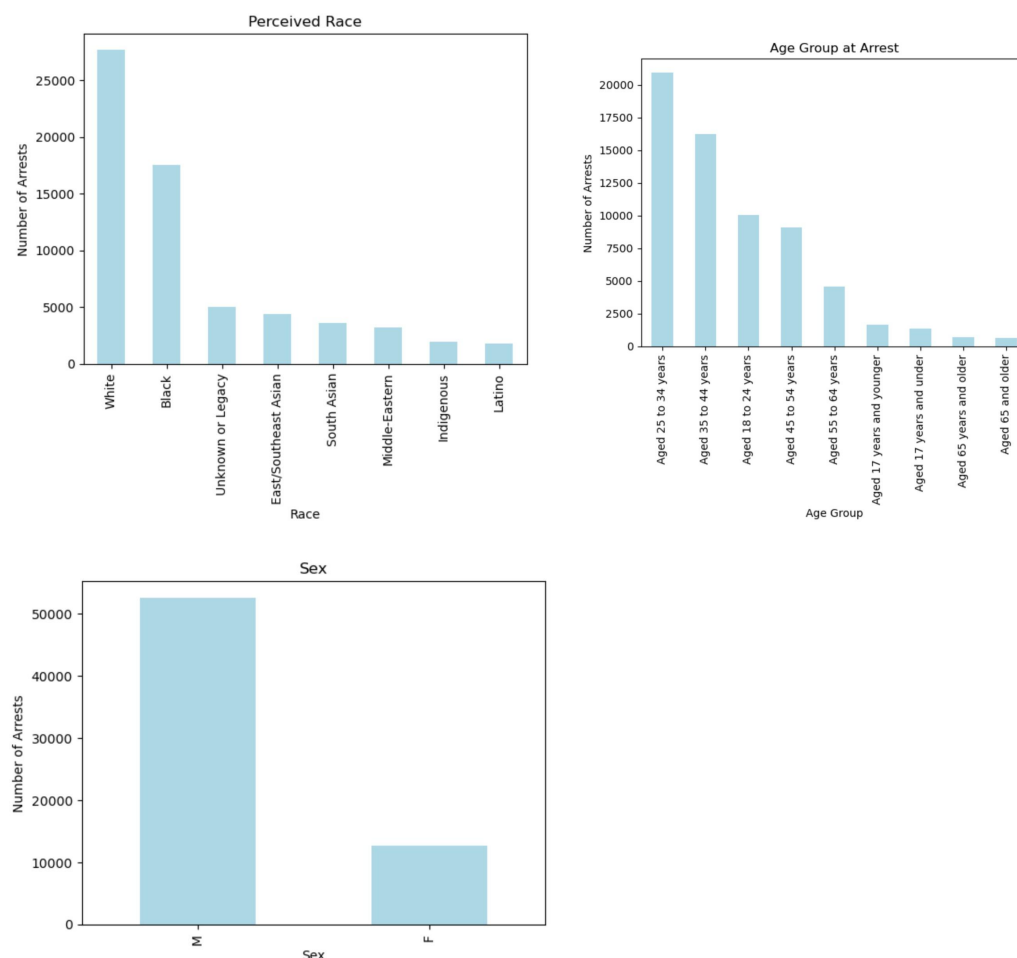 Perceived Race
25000
20000
15000
10000
5000
0
Number of Arrests
White
Black
Unknown or Legacy
East/Southeast Asian
South Asian
Middle-Eastern
Indigenous
Latino
Race
Age Group at Arrest
20000
17500
15000
12500
10000
7500
5000
2500
0
Number of Arrests
Aged 25 to 34 years
Aged 35 to 44 years
Aged 18 to 24 years
Aged 45 to 54 years
Aged 55 to 64 years
Aged 17 years and younger
Aged 17 years and under
Aged 65 years and older
Aged 65 and older
Age Group
Sex
50000
40000
30000
20000
10000
0
Number of Arrests
M
F
Sex